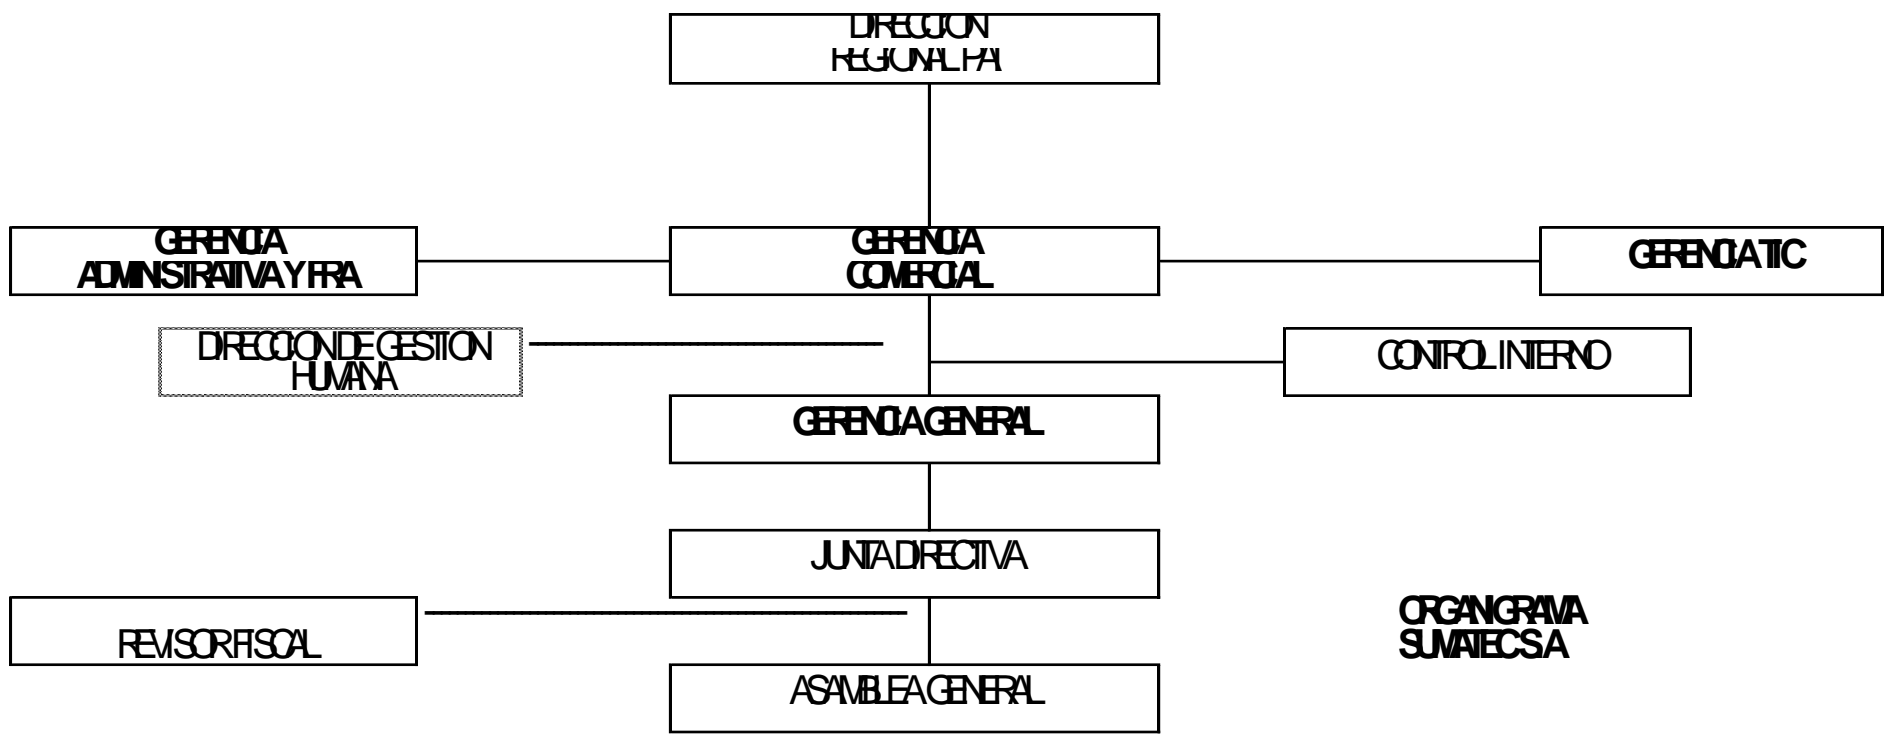 DIRECCION
REGIONAL PAI
GERENCIA
ADMINISTRATIVA Y FRA
GERENCIA
COMERCIAL
GERENCIA TIC
DIRECCION DE GESTION
HUMANA
CONTROL INTERNO
GERENCIA GENERAL
JUNTA DIRECTIVA
REVISOR FISCAL
ORGANIGRAMA
SUMATEC S.A
ASAMBLEA GENERAL